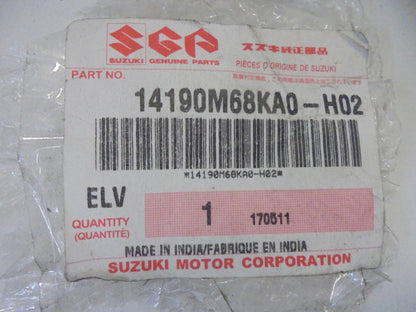 SGP スズキ純正部品
SUZUKI GENUINE PARTS PIÈCES D'ORIGINE DE SUZUKI
PART NO.
14190M68KA0-H02
*14190M68KA0-H02*
ELV
QUANTITY 1 170511
(QUANTITÉ)
MADE IN INDIA/FABRIQUE EN INDIA
SUZUKI MOTOR CORPORATION